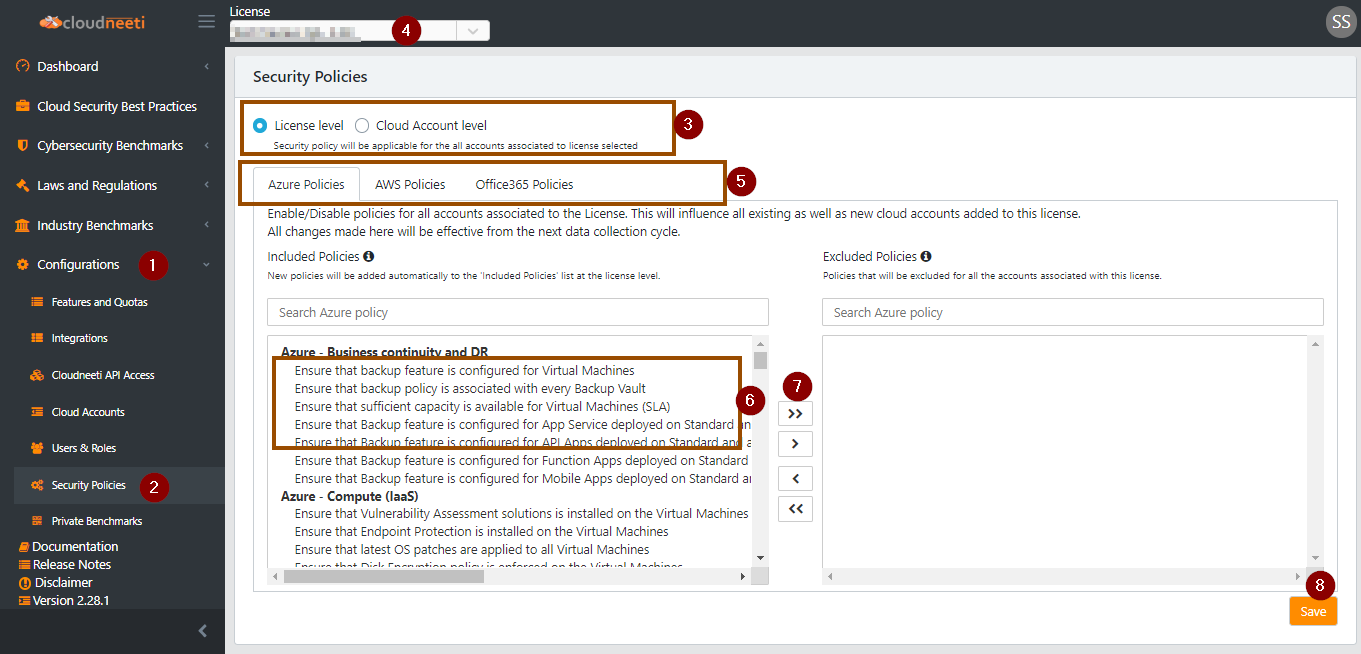 cloudneeti
License
4
SS
Dashboard
Cloud Security Best Practices
Cybersecurity Benchmarks
Laws and Regulations
Industry Benchmarks
Configurations
1
Features and Quotas
Integrations
Cloudneeti API Access
Cloud Accounts
Users & Roles
Security Policies
2
Private Benchmarks
Documentation
Release Notes
Disclaimer
Version 2.28.1
Security Policies
License level Cloud Account level
3
Security policy will be applicable for the all accounts associated to license selected
Azure Policies AWS Policies Office365 Policies
5
Enable/Disable policies for all accounts associated to the License. This will influence all existing as well as new cloud accounts added to this license.
All changes made here will be effective from the next data collection cycle.
Included Policies
New policies will be added automatically to the 'Included Policies' list at the license level.
Search Azure policy
Azure - Business continuity and DR
Ensure that backup feature is configured for Virtual Machines
Ensure that backup policy is associated with every Backup Vault
Ensure that sufficient capacity is available for Virtual Machines (SLA)
Ensure that Backup feature is configured for App Service deployed on Standard an
Ensure that Backup feature is configured for API Apps deployed on Standard and a
Ensure that Backup feature is configured for Function Apps deployed on Standard
Ensure that Backup feature is configured for Mobile Apps deployed on Standard an
Azure - Compute (IaaS)
Ensure that Vulnerability Assessment solutions is installed on the Virtual Machines
Ensure that Endpoint Protection is installed on the Virtual Machines
Ensure that latest OS patches are applied to all Virtual Machines
Ensure that Disk Encryption policy is enforced on the Virtual Machines
6
7
>>
>
<
<<
Excluded Policies
Policies that will be excluded for all the accounts associated with this license.
Search Azure policy
8
Save